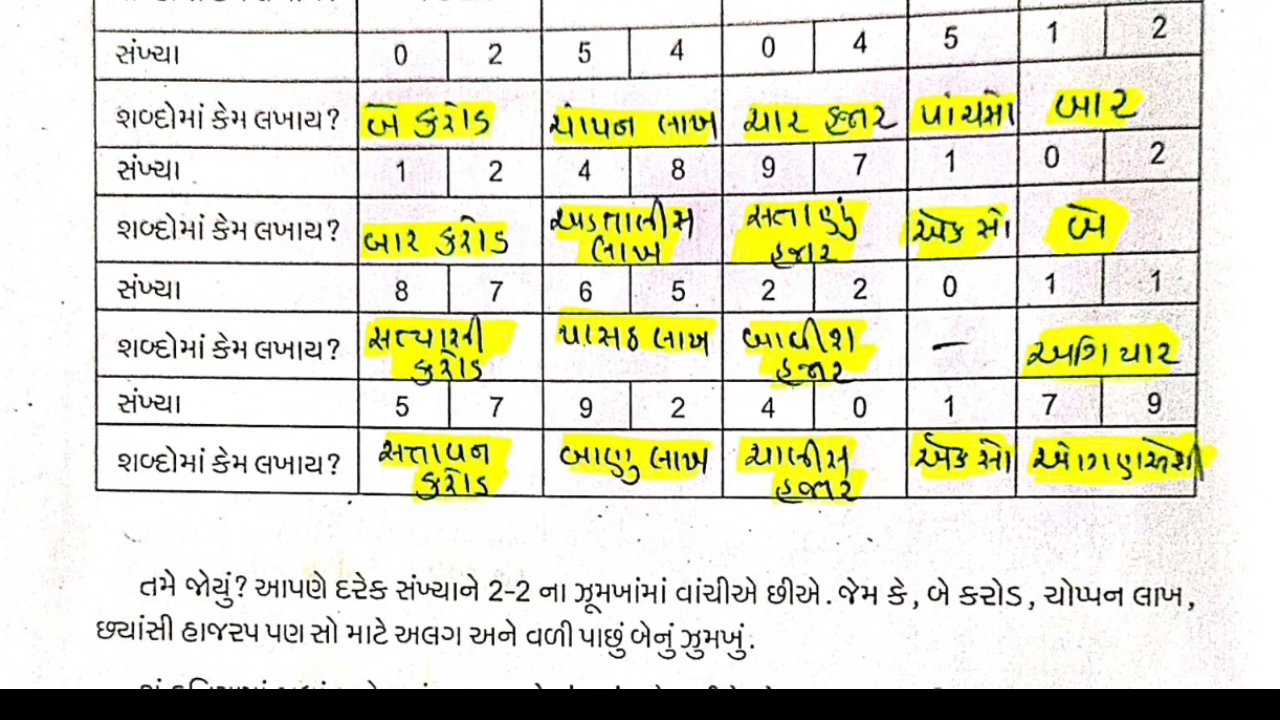 સંખ્યા 0 2 5 4 0 4 5 1 2
શબ્દોમાં કેમ લખાય? બે કરોડ ચોપન લાખ ચાર હજાર પાંચસો બાર
સંખ્યા 1 2 4 8 9 7 1 0 2
શબ્દોમાં કેમ લખાય? બાર કરોડ અડતાલીસ લાખ સતાણું હજાર એક સો બે
સંખ્યા 8 7 6 5 2 2 0 1 1
શબ્દોમાં કેમ લખાય? સત્યાસી કરોડ પાસઠ લાખ બાવીશ હજાર – અગિયાર
સંખ્યા 5 7 9 2 4 0 1 7 9
શબ્દોમાં કેમ લખાય? સત્તાવન કરોડ બાણુ લાખ ચાલીસ હજાર એક સો ઓગણએશી
તમે જોયું? આપણે દરેક સંખ્યાને 2-2 ના ઝૂમખાંમાં વાંચીએ છીએ. જેમ કે, બે કરોડ, ચોપ્પન લાખ,
છ્યાંસી હાજરપ પણ સો માટે અલગ અને વળી પાછું બેનું ઝુમખું.